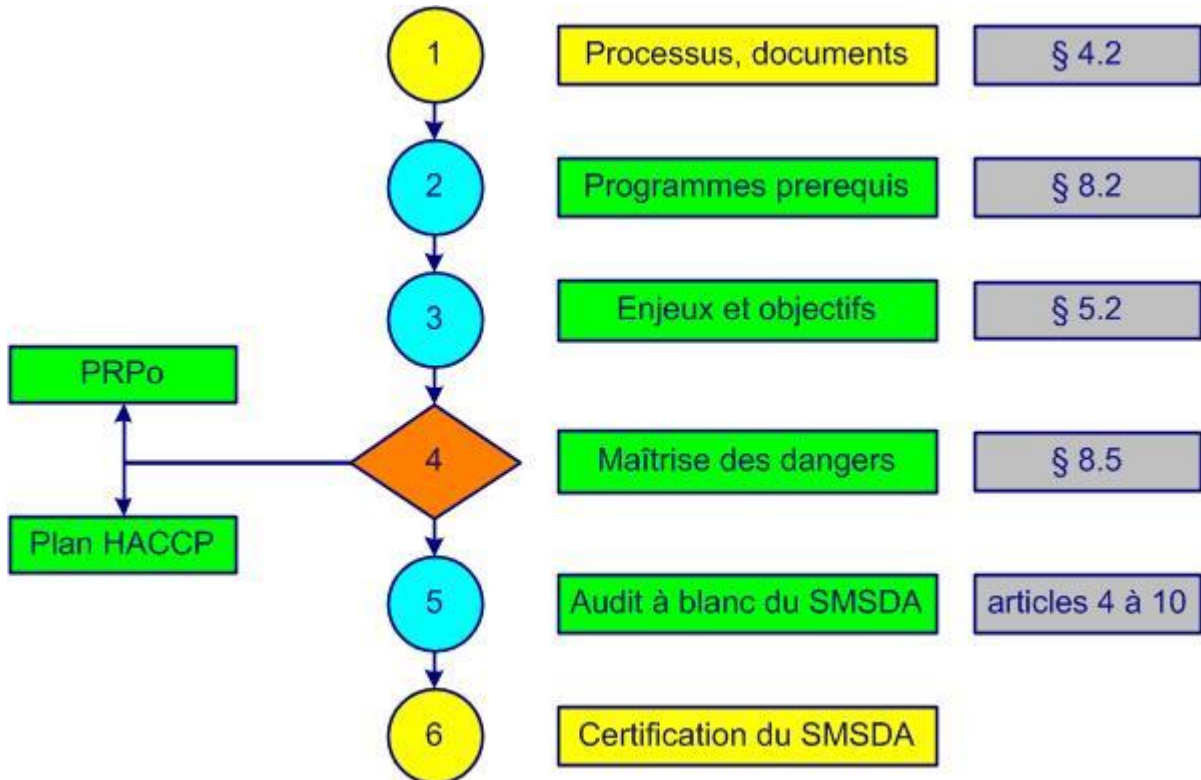 1
Processus, documents
§ 4.2
2
Programmes prerequis
§ 8.2
3
Enjeux et objectifs
§ 5.2
PRPo
4
Maîtrise des dangers
§ 8.5
Plan HACCP
5
Audit à blanc du SMSDA
articles 4 à 10
6
Certification du SMSDA